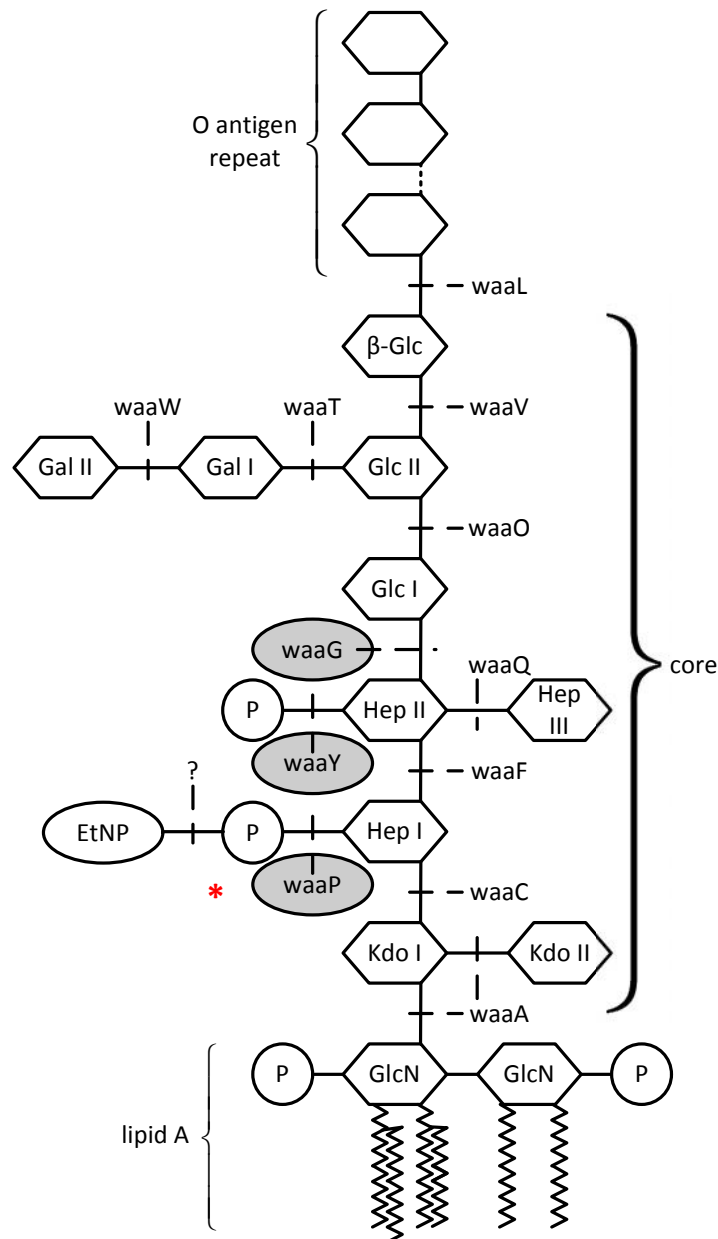 O antigen
repeat
waaL
β-Glc
waaV
waaW
waaT
Gal II
Gal I
Glc II
waaO
Glc I
waaG
waaQ
core
P
Hep II
Hep
III
waaY
waaF
?
EtNP
P
Hep I
*
waaP
waaC
Kdo I
Kdo II
waaA
P
GlcN
GlcN
P
lipid A